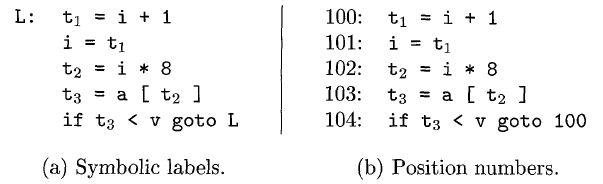 L: t₁ = i + 1
i = t₁
t₂ = i * 8
t₃ = a [ t₂ ]
if t₃ < v goto L
(a) Symbolic labels.
100: t₁ = i + 1
101: i = t₁
102: t₂ = i * 8
103: t₃ = a [ t₂ ]
104: if t₃ < v goto 100
(b) Position numbers.